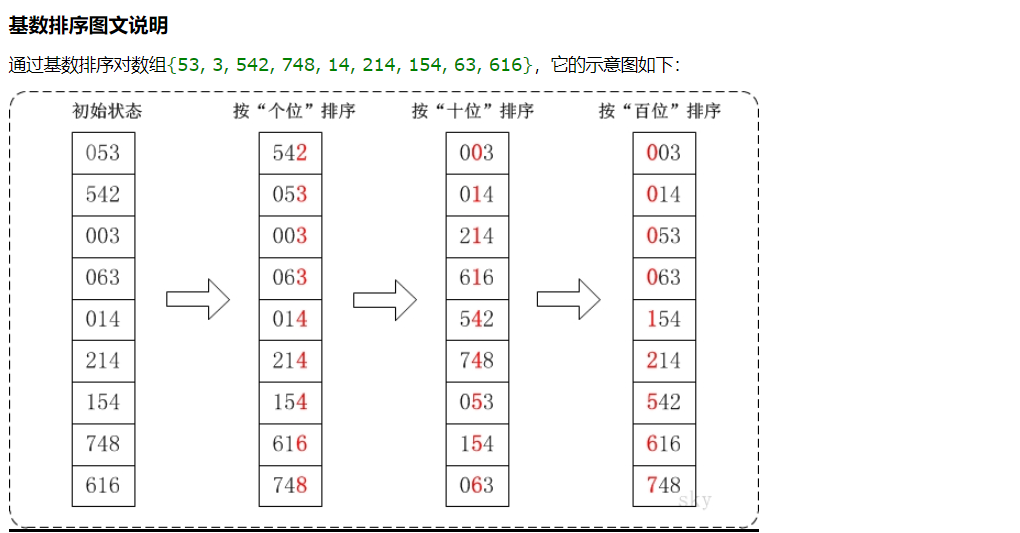 基数排序图文说明
通过基数排序对数组{53, 3, 542, 748, 14, 214, 154, 63, 616}，它的示意图如下：
初始状态 按“个位”排序 按“十位”排序 按“百位”排序
053 542 003 003
542 053 014 014
003 003 214 053
063 063 616 063
014 014 542 154
214 214 748 214
154 154 053 542
748 616 154 616
616 748 063 748
sky